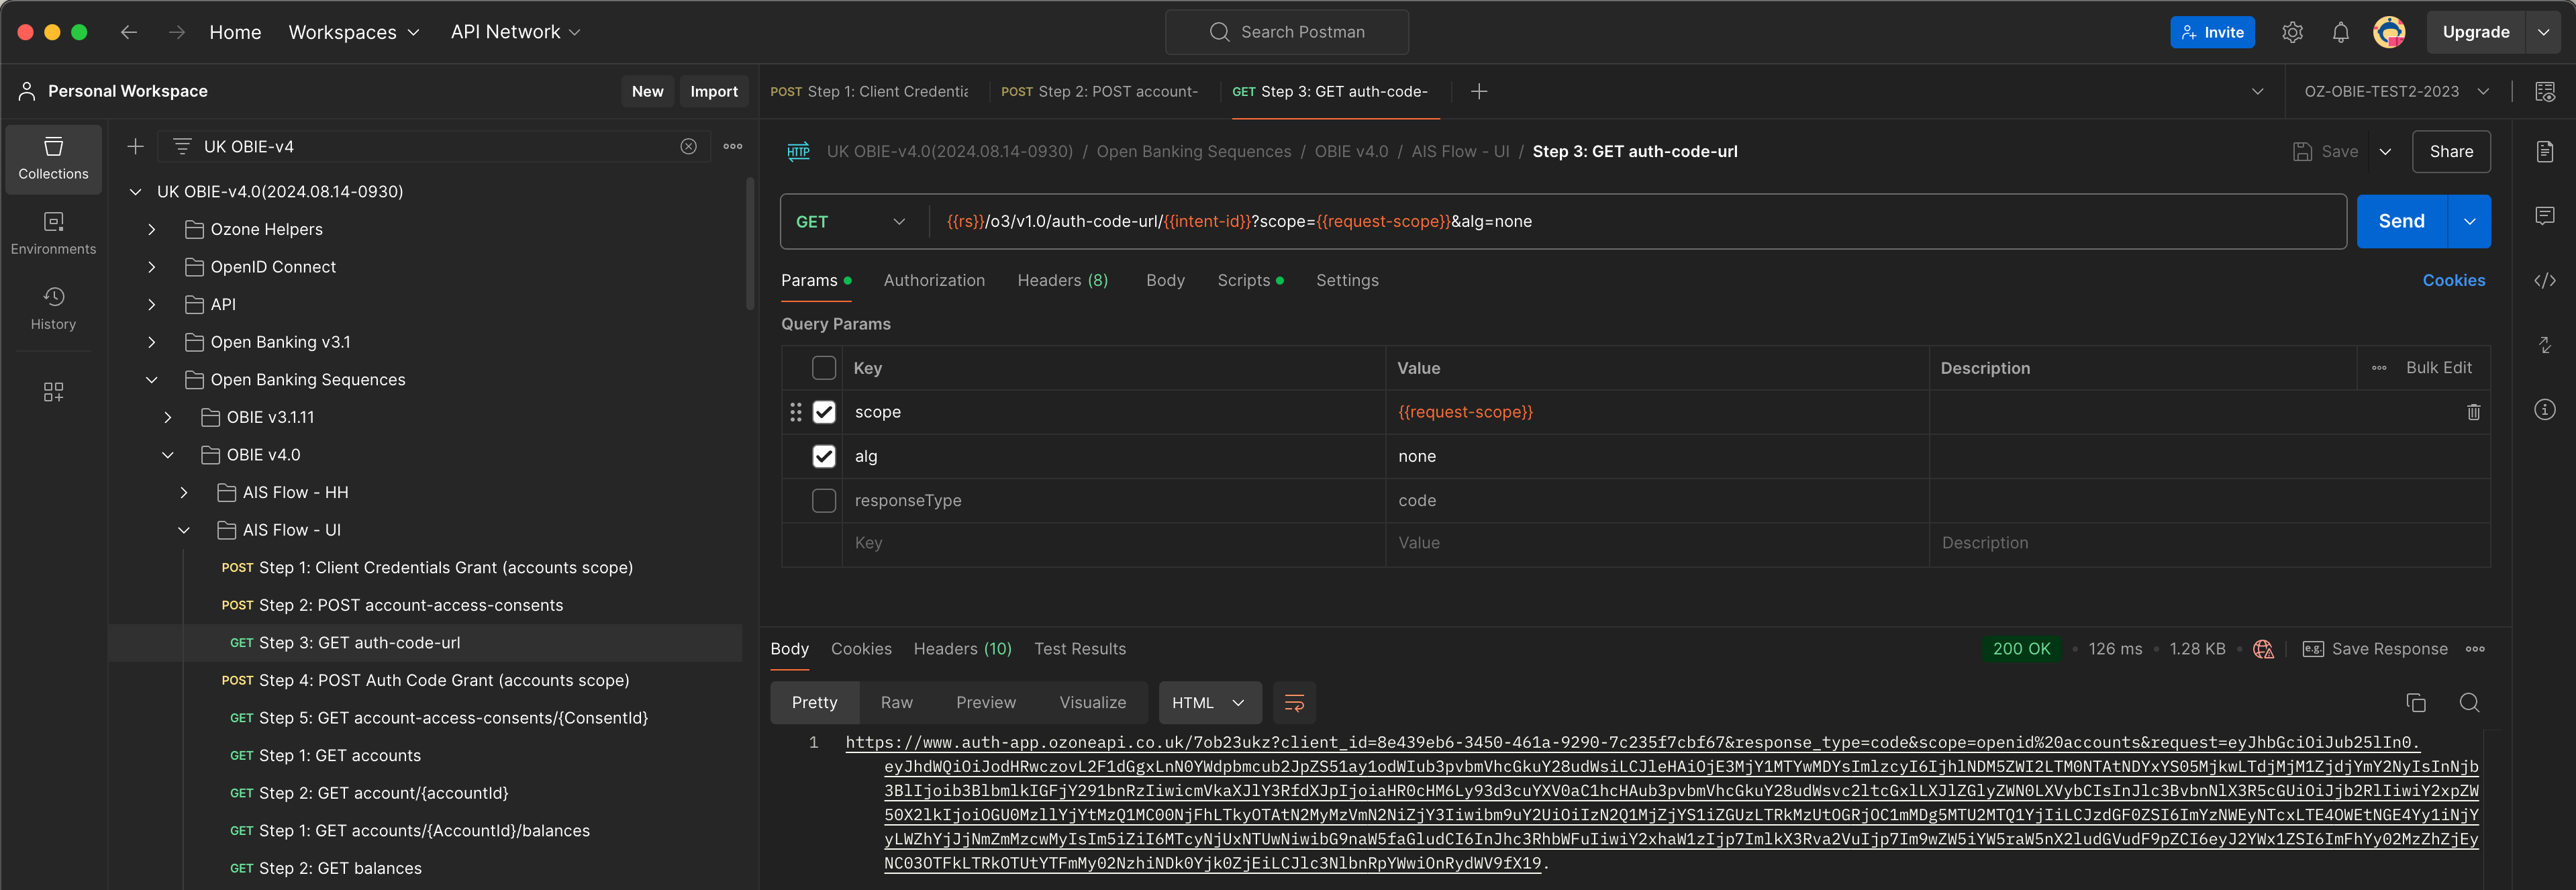 Home
Workspaces
API Network
Search Postman
Invite
Upgrade
Personal Workspace
New
Import
POST Step 1: Client Credentia
POST Step 2: POST account-
GET Step 3: GET auth-code-
OZ-OBIE-TEST2-2023
Collections
Environments
History
UK OBIE-v4
UK OBIE-v4.0(2024.08.14-0930)
Ozone Helpers
OpenID Connect
API
Open Banking v3.1
Open Banking Sequences
OBIE v3.1.11
OBIE v4.0
AIS Flow - HH
AIS Flow - UI
POST Step 1: Client Credentials Grant (accounts scope)
POST Step 2: POST account-access-consents
GET Step 3: GET auth-code-url
POST Step 4: POST Auth Code Grant (accounts scope)
GET Step 5: GET account-access-consents/{ConsentId}
GET Step 1: GET accounts
GET Step 2: GET account/{accountId}
GET Step 1: GET accounts/{AccountId}/balances
GET Step 2: GET balances
HTTP UK OBIE-v4.0(2024.08.14-0930) / Open Banking Sequences / OBIE v4.0 / AIS Flow - UI / Step 3: GET auth-code-url
Save
Share
GET
{{rs}}/o3/v1.0/auth-code-url/{{intent-id}}?scope={{request-scope}}&alg=none
Send
Params
Authorization
Headers (8)
Body
Scripts
Settings
Cookies
Query Params
Key Value Description Bulk Edit
scope {{request-scope}}
alg none
responseType code
Key Value Description
Body Cookies Headers (10) Test Results
200 OK • 126 ms • 1.28 KB
e.g. Save Response
Pretty Raw Preview Visualize
HTML
1 https://www.auth-app.ozoneapi.co.uk/7ob23ukz?client_id=8e439eb6-3450-461a-9290-7c235f7cbf67&response_type=code&scope=openid%20accounts&request=eyJhbGciOiJub25lIn0.